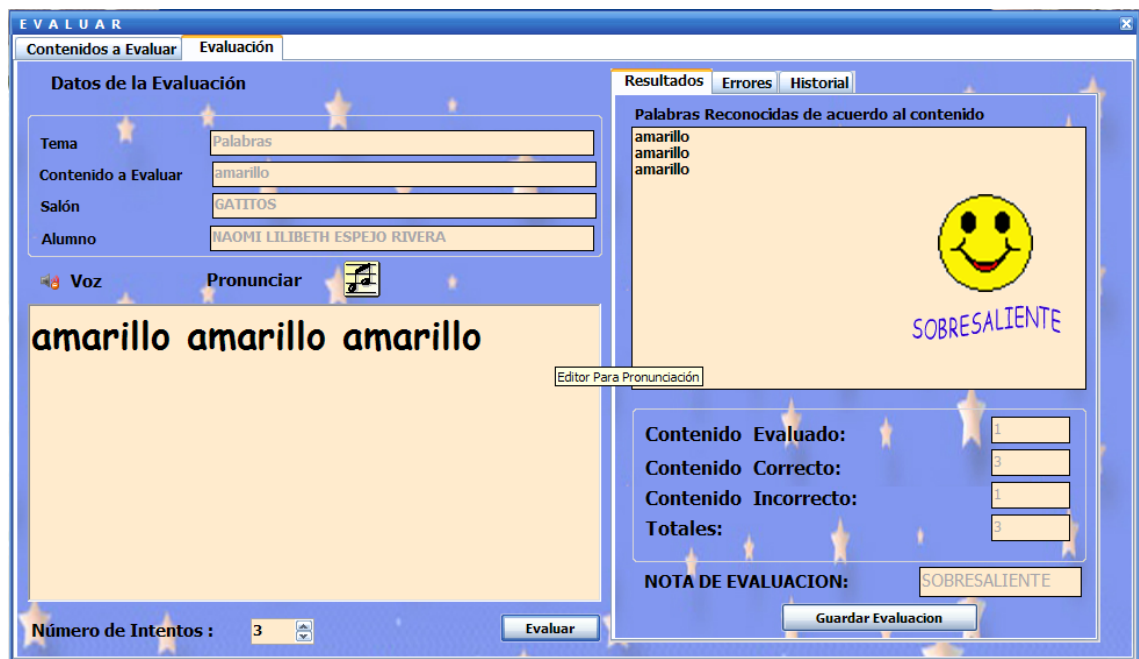 EVALUAR
Contenidos a Evaluar Evaluación
Datos de la Evaluación
Tema Palabras
Contenido a Evaluar amarillo
Salón GATITOS
Alumno NAOMI LILIBETH ESPEJO RIVERA
Voz Pronunciar
amarillo amarillo amarillo
Editor Para Pronunciación
Número de Intentos : 3 Evaluar
Resultados Errores Historial
Palabras Reconocidas de acuerdo al contenido
amarillo
amarillo
amarillo
SOBRESALIENTE
Contenido Evaluado: 1
Contenido Correcto: 3
Contenido Incorrecto: 1
Totales: 3
NOTA DE EVALUACION: SOBRESALIENTE
Guardar Evaluacion